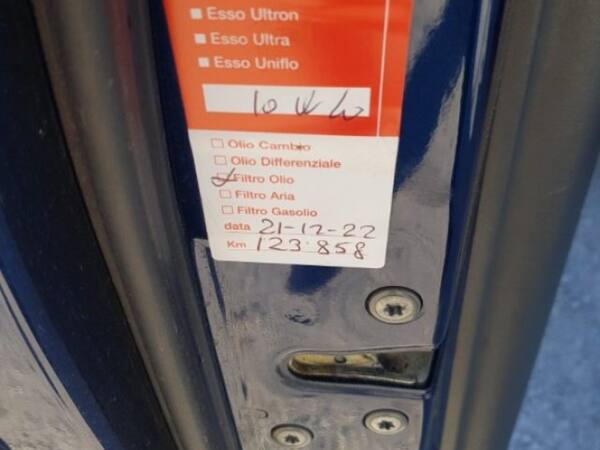 Esso Ultron
Esso Ultra
Esso Uniflo
10 W 40
Olio Cambio
Olio Differenziale
Filtro Olio
Filtro Aria
Filtro Gasolio
data 21-12-22
Km 123.858